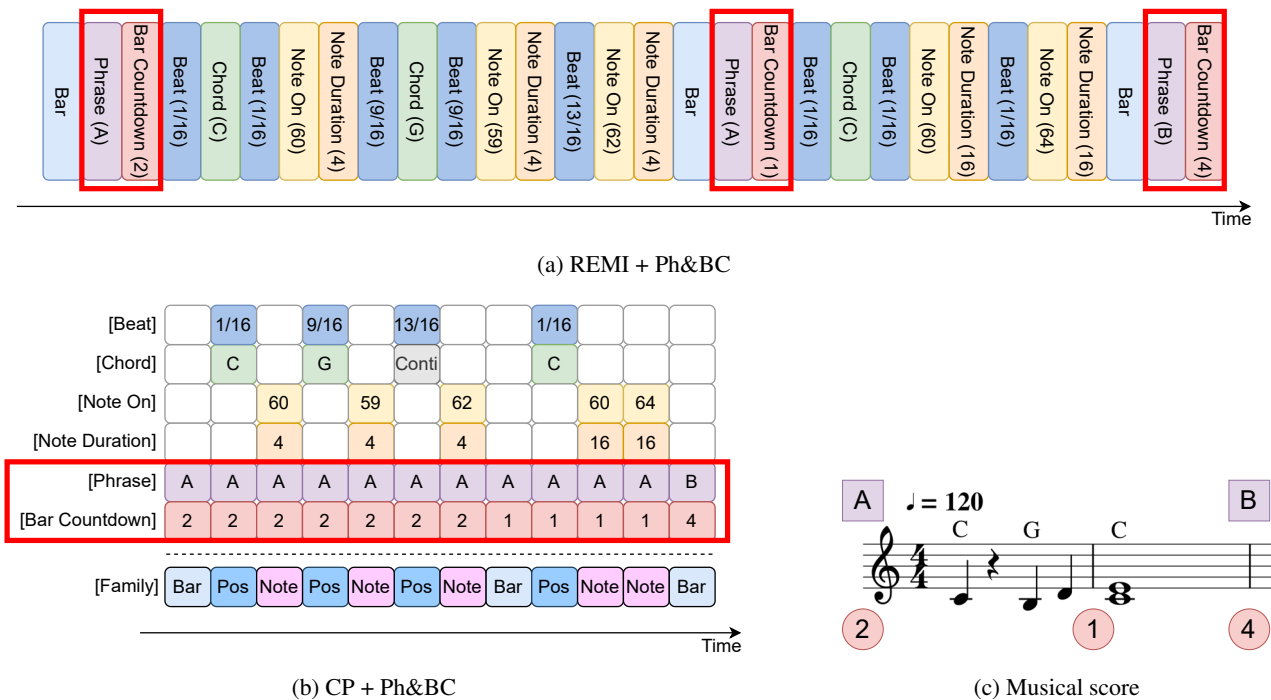 Bar
Phrase (A)
Bar Countdown (2)
Beat (1/16)
Chord (C)
Beat (1/16)
Note On (60)
Note Duration (4)
Beat (9/16)
Chord (G)
Beat (9/16)
Note On (59)
Note Duration (4)
Beat (13/16)
Note On (62)
Note Duration (4)
Bar
Phrase (A)
Bar Countdown (1)
Beat (1/16)
Chord (C)
Beat (1/16)
Note On (60)
Note Duration (16)
Beat (1/16)
Note On (64)
Note Duration (16)
Bar
Phrase (B)
Bar Countdown (4)
Time
(a) REMI + Ph&BC
[Beat] 1/16 9/16 13/16 1/16
[Chord] C G Conti C
[Note On] 60 59 62 60 64
[Note Duration] 4 4 4 16 16
[Phrase] A A A A A A A A A A A B
[Bar Countdown] 2 2 2 2 2 2 2 1 1 1 1 4
[Family] Bar Pos Note Pos Note Pos Note Bar Pos Note Note Bar
Time
(b) CP + Ph&BC
A ♩ = 120 B
C G C
4
4
2 1 4
(c) Musical score